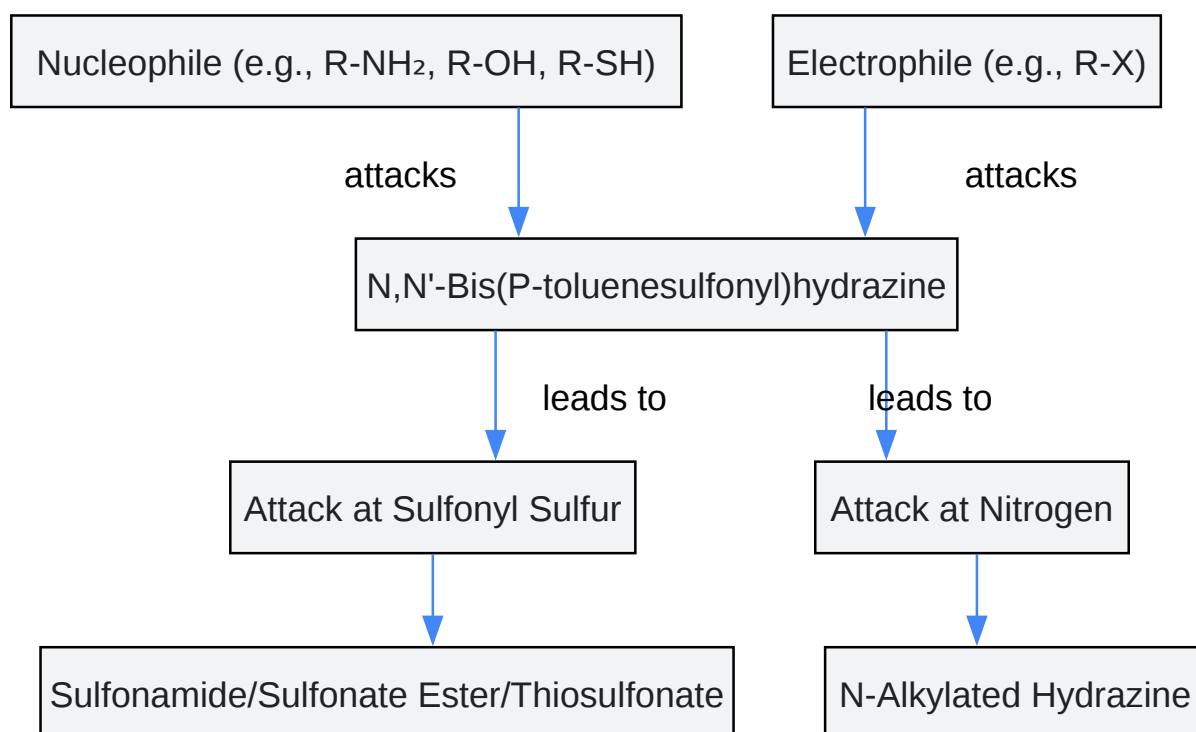 Nucleophile (e.g., R-NH₂, R-OH, R-SH)
Electrophile (e.g., R-X)
attacks
attacks
N,N'-Bis(P-toluenesulfonyl)hydrazine
leads to
leads to
Attack at Sulfonyl Sulfur
Attack at Nitrogen
Sulfonamide/Sulfonate Ester/Thiosulfonate
N-Alkylated Hydrazine